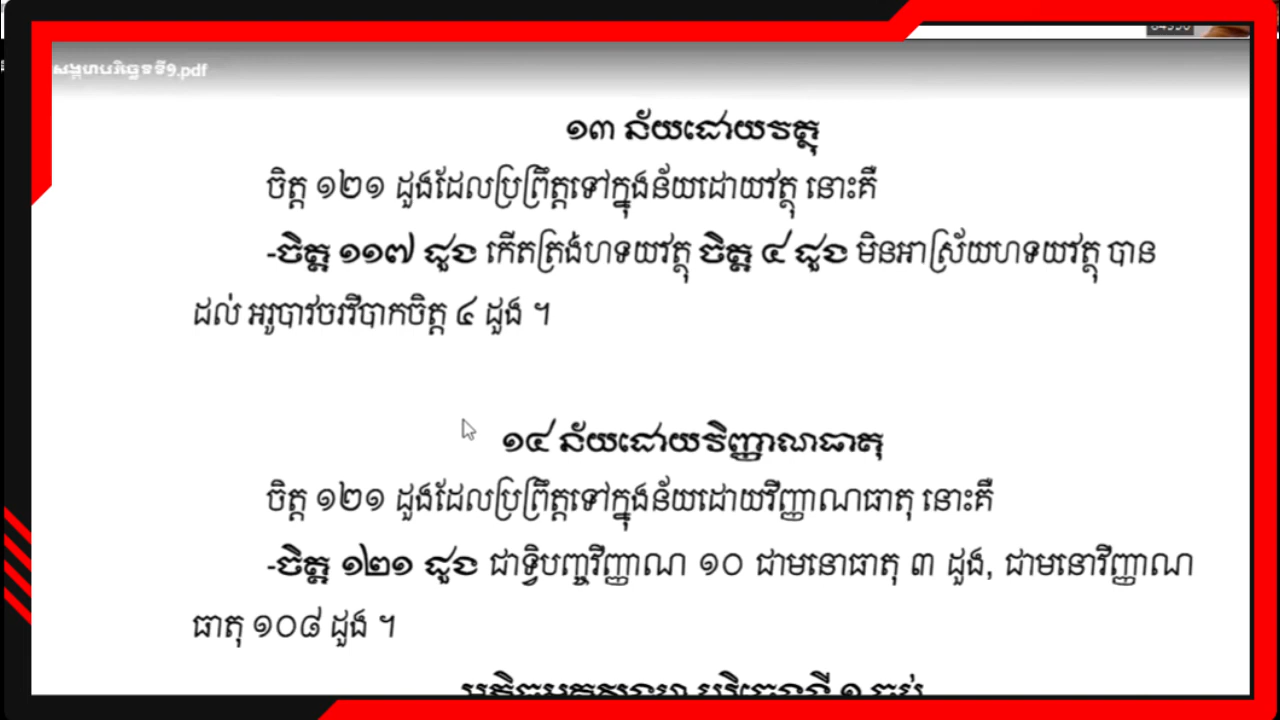 សង្គហបរិច្ឆេទទី១.pdf
១៣ ន័យដោយវត្ថុ
ចិត្ត ១២១ ដួងដែលប្រព្រឹត្តទៅក្នុងន័យដោយវត្ថុ នោះគឺ
-ចិត្ត ១១៧ ដួង កើតត្រង់ហទយវត្ថុ ចិត្ត ៤ ដួង មិនអាស្រ័យហទយវត្ថុ បាន
ដល់ អរូបាវចរវិបាកចិត្ត ៤ ដួង ។
១៤ ន័យដោយវិញ្ញាណធាតុ
ចិត្ត ១២១ ដួងដែលប្រព្រឹត្តទៅក្នុងន័យដោយវិញ្ញាណធាតុ នោះគឺ
-ចិត្ត ១២១ ដួង ជាទ្វិបញ្ចវិញ្ញាណ ១០ ជាមនោធាតុ ៣ ដួង, ជាមនោវិញ្ញាណ
ធាតុ ១០៨ ដួង ។